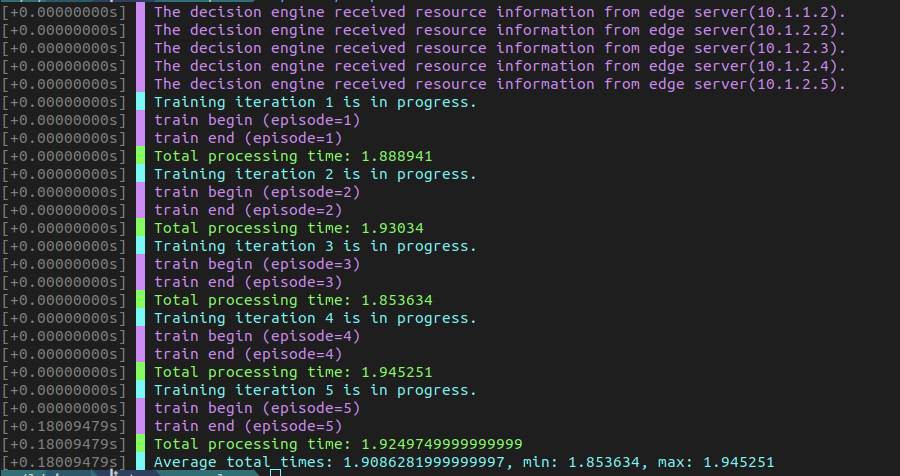 [+0.00000000s] The decision engine received resource information from edge server(10.1.1.2).
[+0.00000000s] The decision engine received resource information from edge server(10.1.2.2).
[+0.00000000s] The decision engine received resource information from edge server(10.1.2.3).
[+0.00000000s] The decision engine received resource information from edge server(10.1.2.4).
[+0.00000000s] The decision engine received resource information from edge server(10.1.2.5).
[+0.00000000s] Training iteration 1 is in progress.
[+0.00000000s] train begin (episode=1)
[+0.00000000s] train end (episode=1)
[+0.00000000s] Total processing time: 1.888941
[+0.00000000s] Training iteration 2 is in progress.
[+0.00000000s] train begin (episode=2)
[+0.00000000s] train end (episode=2)
[+0.00000000s] Total processing time: 1.93034
[+0.00000000s] Training iteration 3 is in progress.
[+0.00000000s] train begin (episode=3)
[+0.00000000s] train end (episode=3)
[+0.00000000s] Total processing time: 1.853634
[+0.00000000s] Training iteration 4 is in progress.
[+0.00000000s] train begin (episode=4)
[+0.00000000s] train end (episode=4)
[+0.00000000s] Total processing time: 1.945251
[+0.00000000s] Training iteration 5 is in progress.
[+0.00000000s] train begin (episode=5)
[+0.18009479s] train end (episode=5)
[+0.18009479s] Total processing time: 1.9249749999999999
[+0.18009479s] Average total times: 1.9086281999999997, min: 1.853634, max: 1.945251